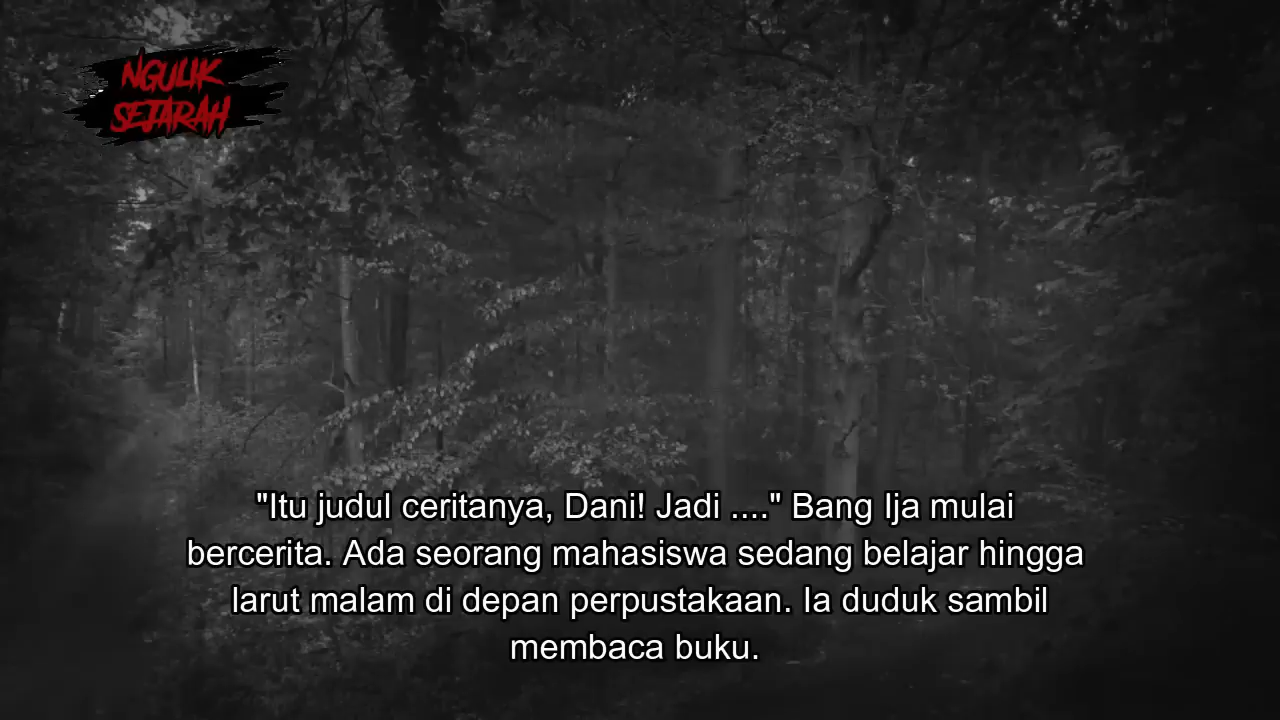 NGULIK
SEJARAH
"Itu judul ceritanya, Dani! Jadi ...." Bang Ija mulai
bercerita. Ada seorang mahasiswa sedang belajar hingga
larut malam di depan perpustakaan. Ia duduk sambil
membaca buku.